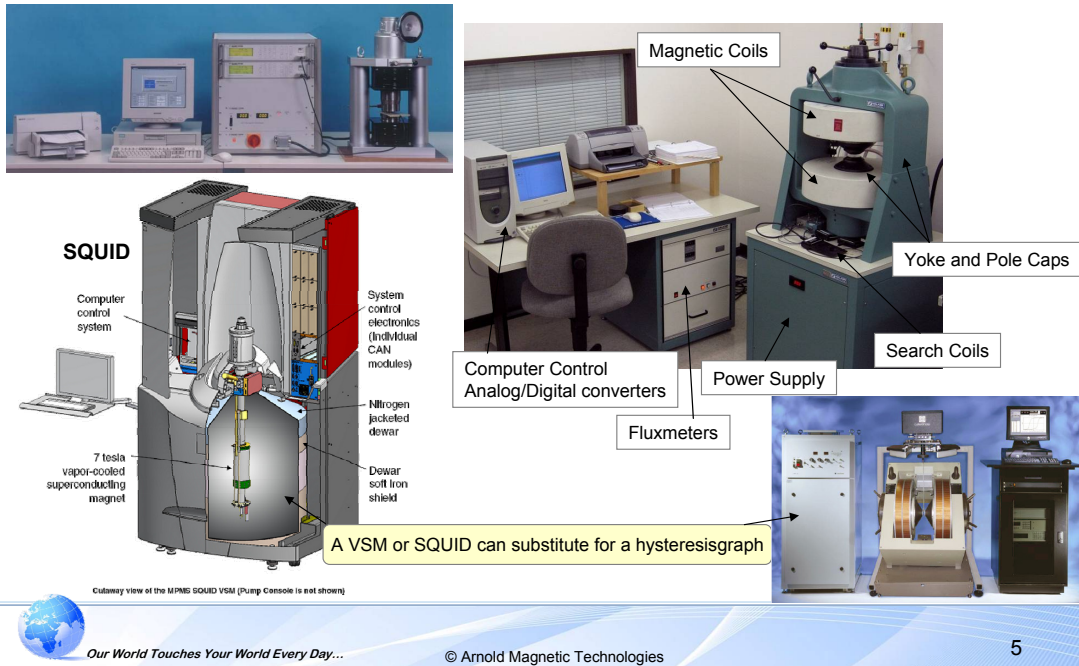 Magnetic Coils
SQUID
Computer
control
system
System
control
electronics
(Individual
CAN
modules)
Nitrogen
jacketed
dewar
7 tesla
vapor-cooled
superconducting
magnet
Dewar
soft iron
shield
Yoke and Pole Caps
Search Coils
Computer Control
Analog/Digital converters
Power Supply
Fluxmeters
A VSM or SQUID can substitute for a hysteresisgraph
Cutaway view of the MPMS SQUID VSM (Pump Console is not shown)
Our World Touches Your World Every Day...
© Arnold Magnetic Technologies
5